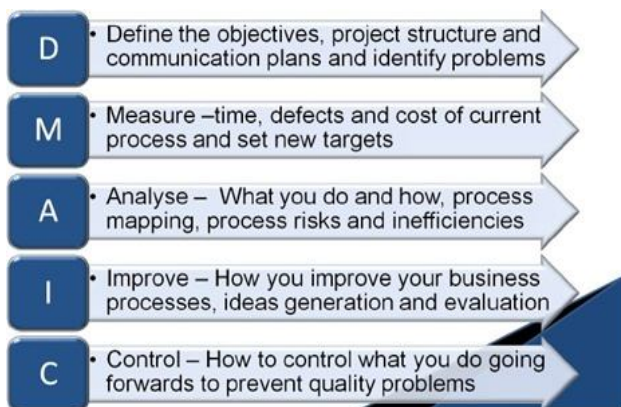 D
• Define the objectives, project structure and
communication plans and identify problems
M
• Measure –time, defects and cost of current
process and set new targets
A
• Analyse – What you do and how, process
mapping, process risks and inefficiencies
I
• Improve – How you improve your business
processes, ideas generation and evaluation
C
• Control – How to control what you do going
forwards to prevent quality problems